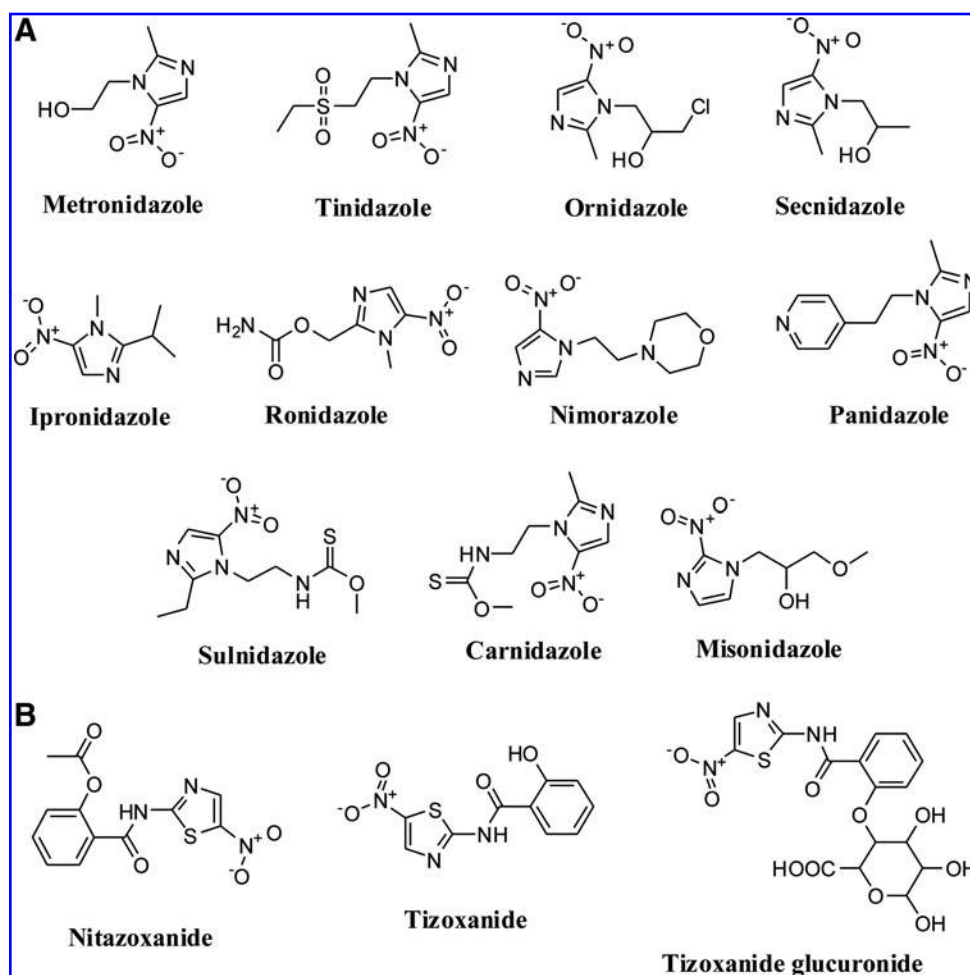 A
Metronidazole
Tinidazole
Ornidazole
Secnidazole
Ipronidazole
Ronidazole
Nimorazole
Panidazole
Sulnidazole
Carnidazole
Misonidazole
B
Nitazoxanide
Tizoxanide
Tizoxanide glucuronide